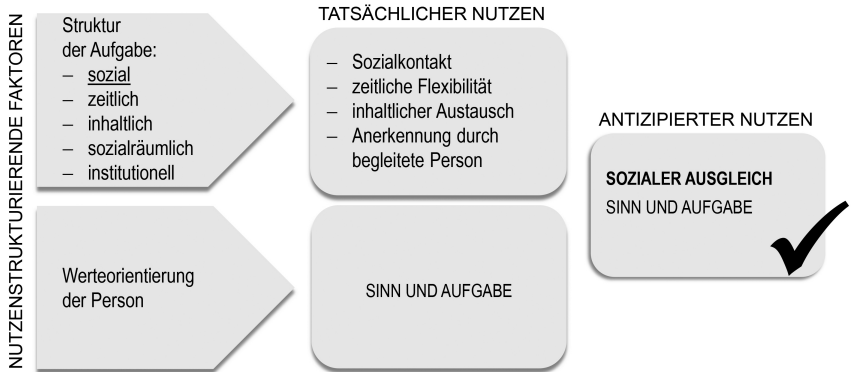 NUTZENSTRUKTURIERENDE FAKTOREN
Struktur
der Aufgabe:
– sozial
– zeitlich
– inhaltlich
– sozialräumlich
– institutionell
Werteorientierung
der Person
TATSÄCHLICHER NUTZEN
– Sozialkontakt
– zeitliche Flexibilität
– inhaltlicher Austausch
– Anerkennung durch
begleitete Person
SINN UND AUFGABE
ANTIZIPIERTER NUTZEN
SOZIALER AUSGLEICH
SINN UND AUFGABE